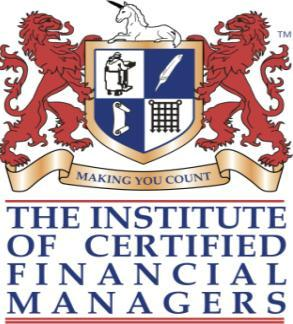 TM
MAKING YOU COUNT
THE INSTITUTE
OF CERTIFIED
FINANCIAL
MANAGERS